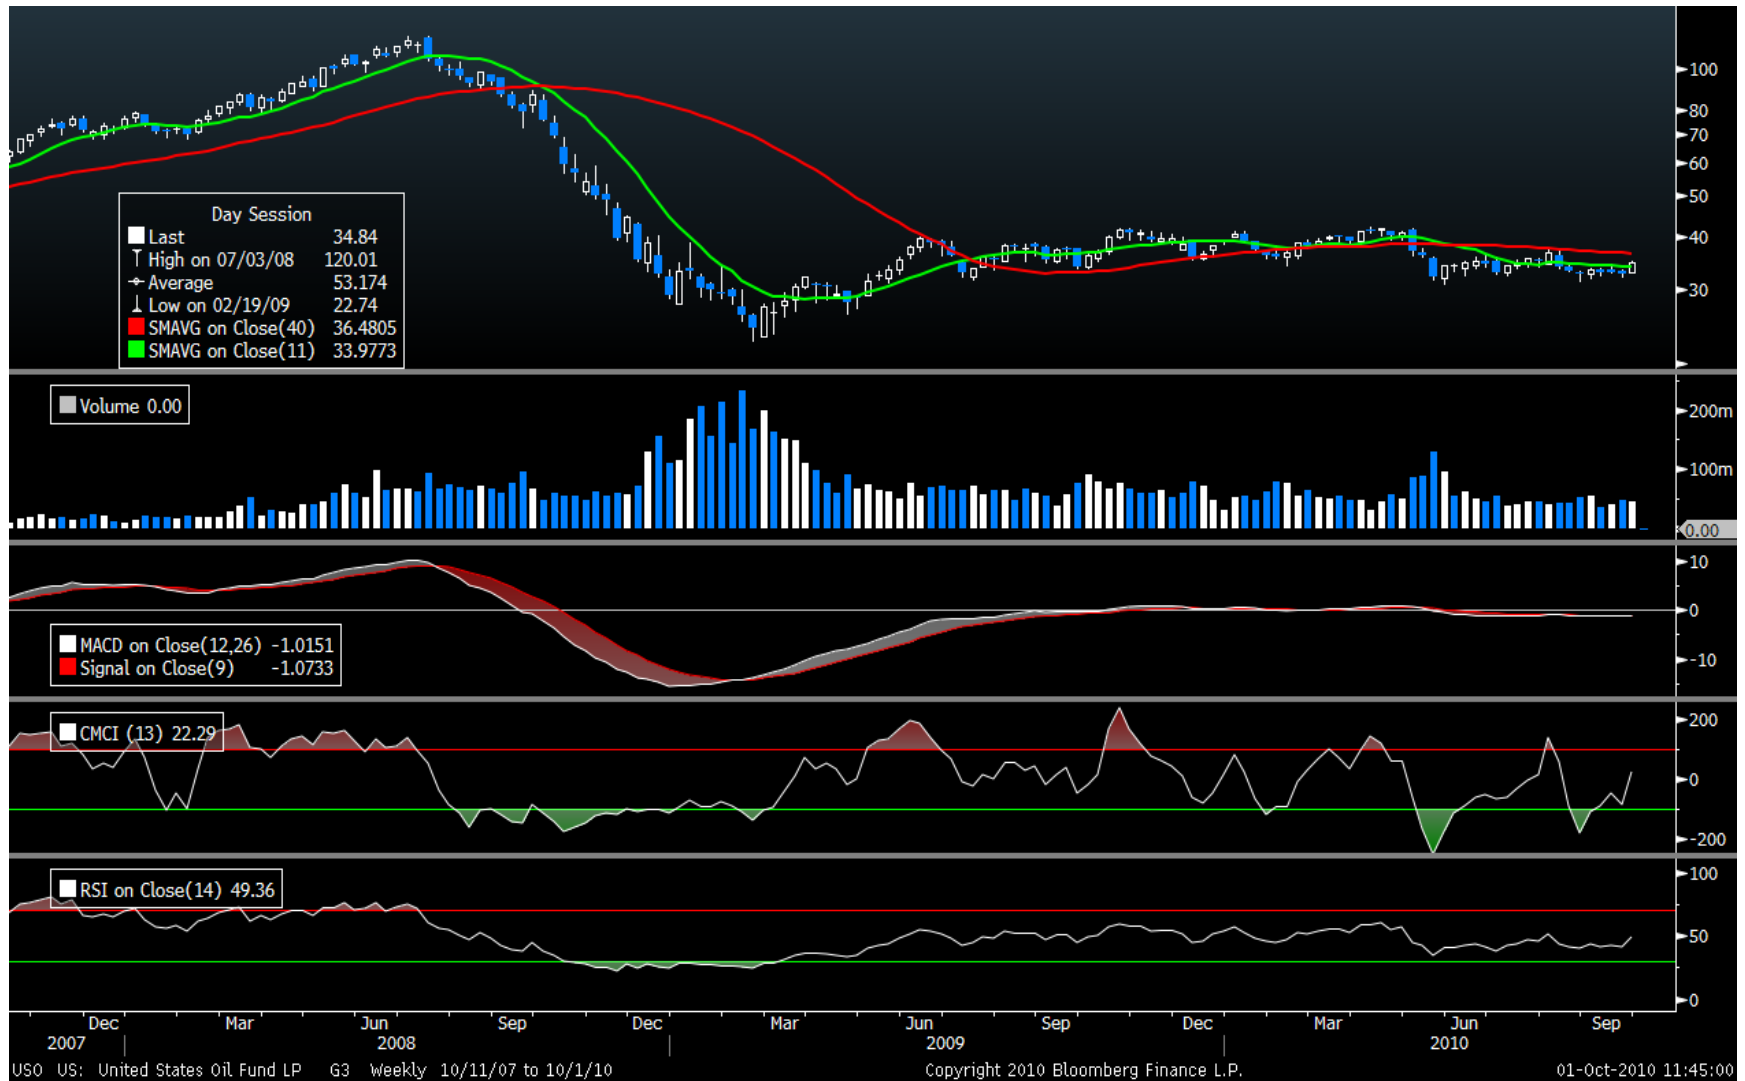 100
80
70
60
50
40
30
Day Session
Last 34.84
High on 07/03/08 120.01
Average 53.174
Low on 02/19/09 22.74
SMAVG on Close(40) 36.4805
SMAVG on Close(11) 33.9773
Volume 0.00
200m
100m
0.00
10
0
-10
MACD on Close(12,26) -1.0151
Signal on Close(9) -1.0733
CMCI (13) 22.29
200
0
-200
RSI on Close(14) 49.36
100
50
0
Dec Mar Jun Sep Dec Mar Jun Sep Dec Mar Jun Sep
2007 2008 2009 2010
USO US: United States Oil Fund LP G3 Weekly 10/11/07 to 10/1/10 Copyright 2010 Bloomberg Finance L.P. 01-Oct-2010 11:45:00